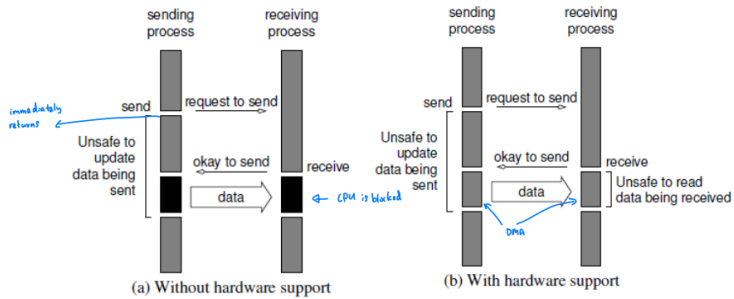 sending
process
receiving
process
immediately
returns
send
request to send
Unsafe to
update
data being
sent
okay to send
receive
data
CPU is blocked
(a) Without hardware support
sending
process
receiving
process
send
request to send
Unsafe to
update
data being
sent
okay to send
receive
data
Unsafe to read
data being received
DMA
(b) With hardware support